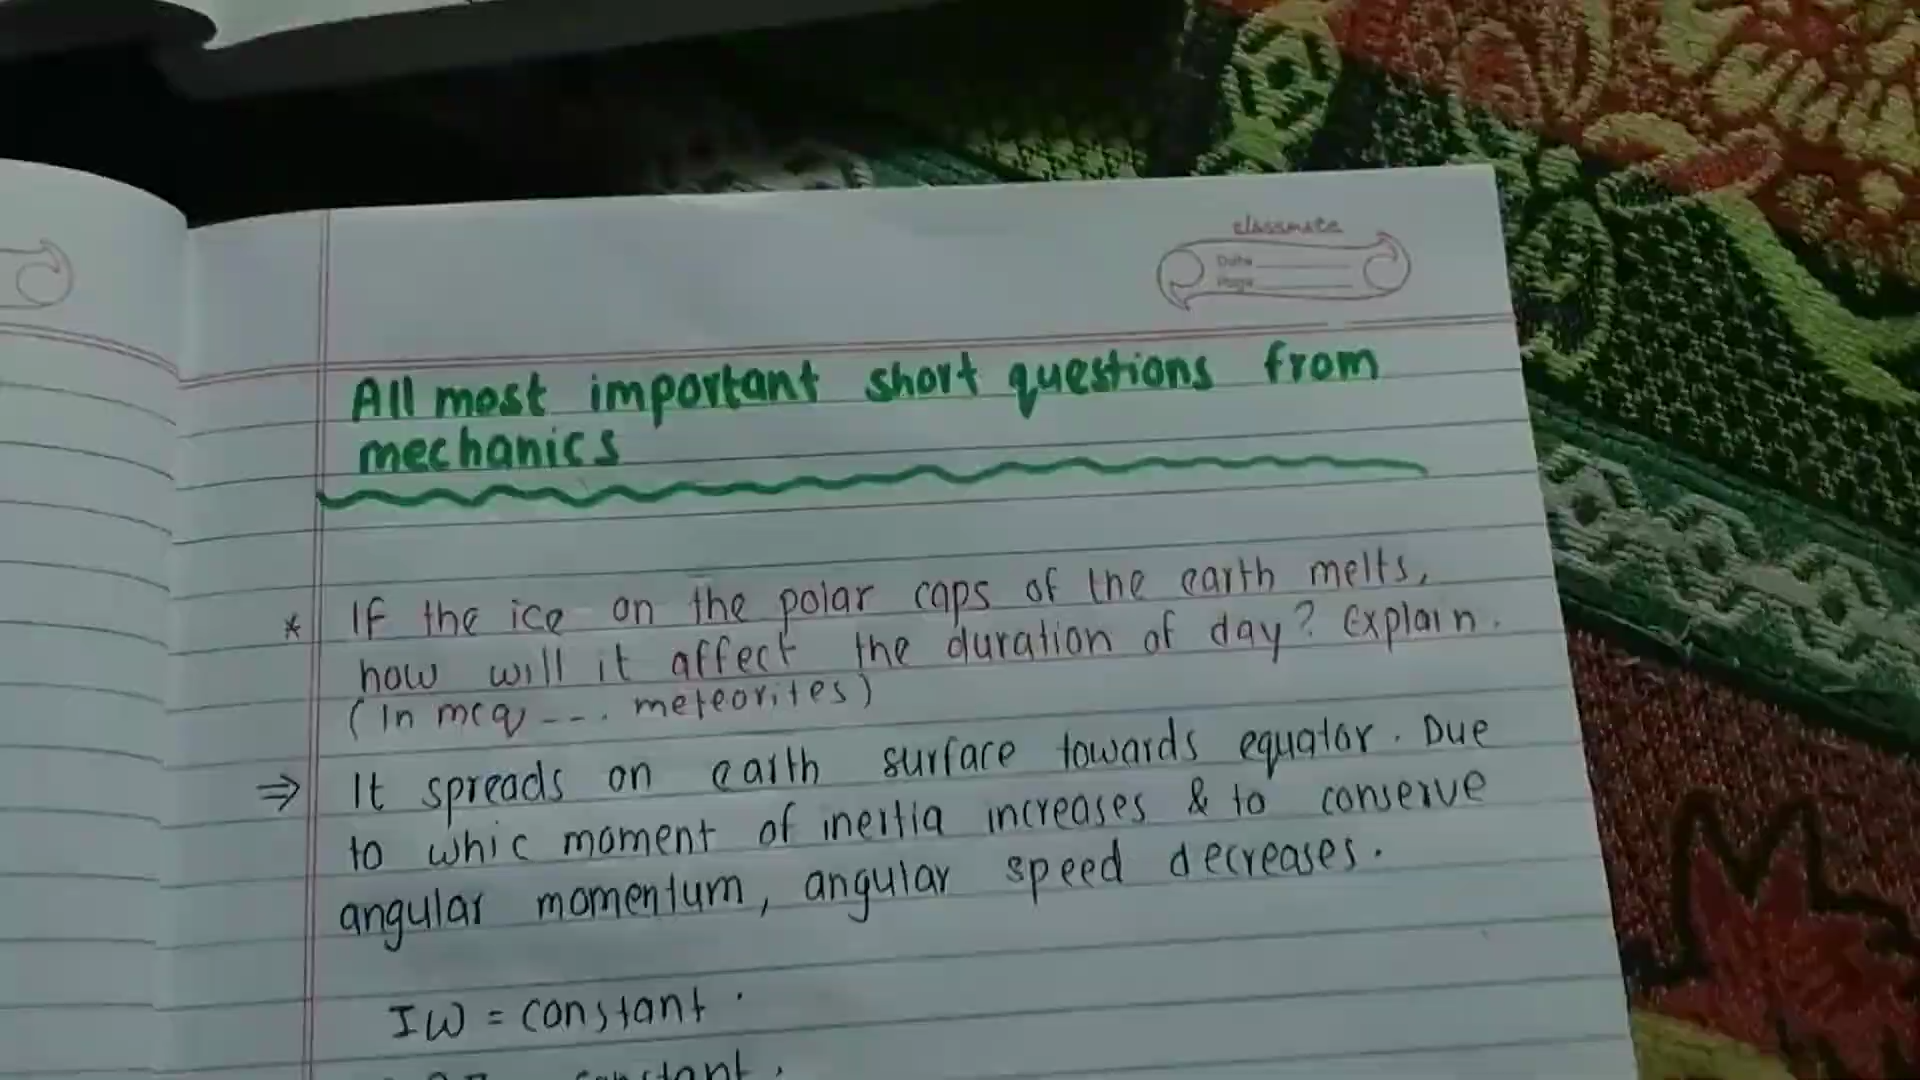 classmate
Date
Page
All most important short questions from
mechanics
* If the ice on the polar caps of the earth melts,
how will it affect the duration of day? Explain.
(In mcq ---. meteorites)
⇒ It spreads on earth surface towards equator. Due
to whic moment of inertia increases & to conserve
angular momentum, angular speed decreases.
IW = constant.
constant.